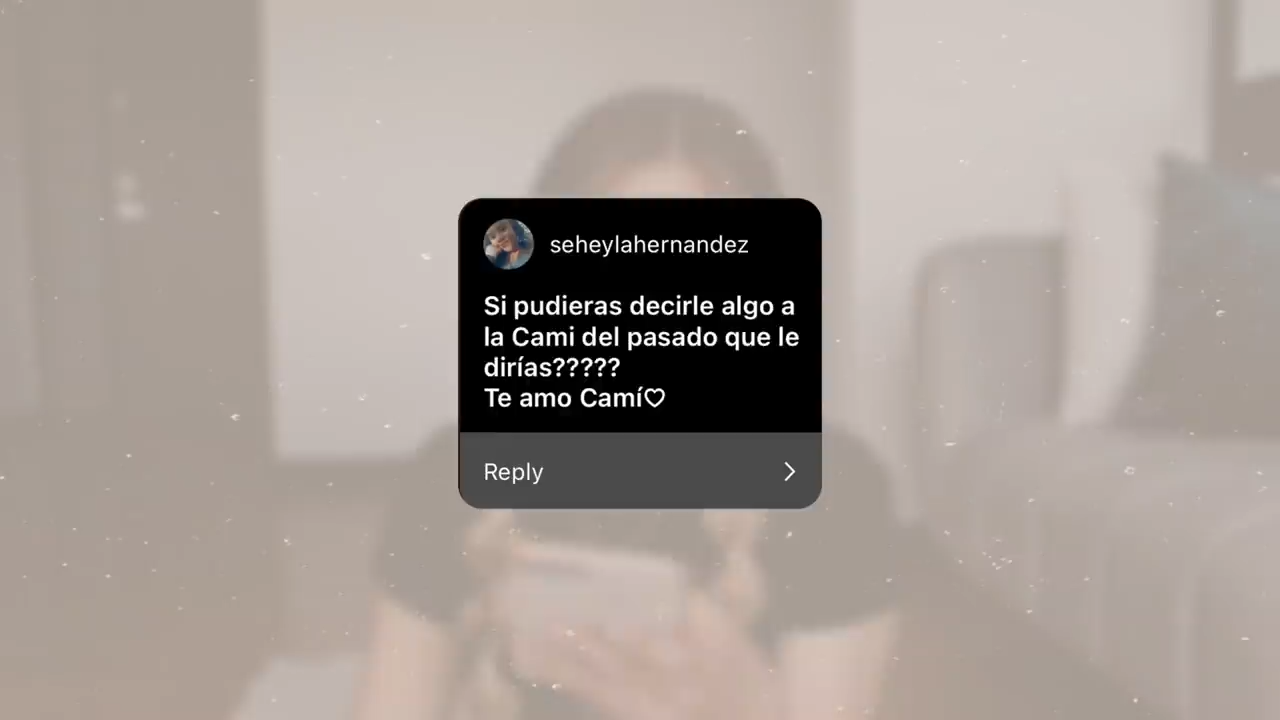 seheylahernandez
Si pudieras decirle algo a
la Cami del pasado que le
dirías?????
Te amo Camí♡
Reply